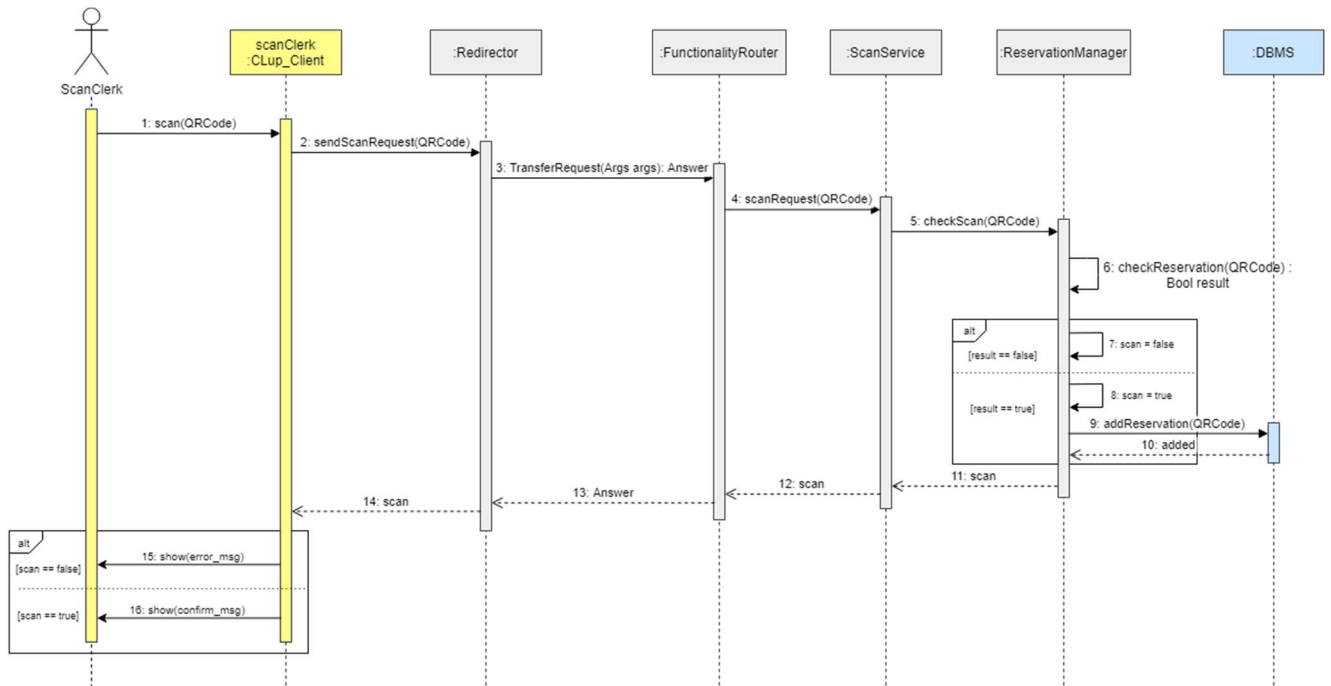 ScanClerk
scanClerk
:CLup_Client
:Redirector
:FunctionalityRouter
:ScanService
:ReservationManager
:DBMS
1: scan(QRCode)
2: sendScanRequest(QRCode)
3: TransferRequest(Args args): Answer
4: scanRequest(QRCode)
5: checkScan(QRCode)
6: checkReservation(QRCode) :
Bool result
alt
[result == false]
7: scan = false
[result == true]
8: scan = true
9: addReservation(QRCode)
10: added
11: scan
12: scan
13: Answer
14: scan
alt
[scan == false]
15: show(error_msg)
[scan == true]
16: show(confirm_msg)